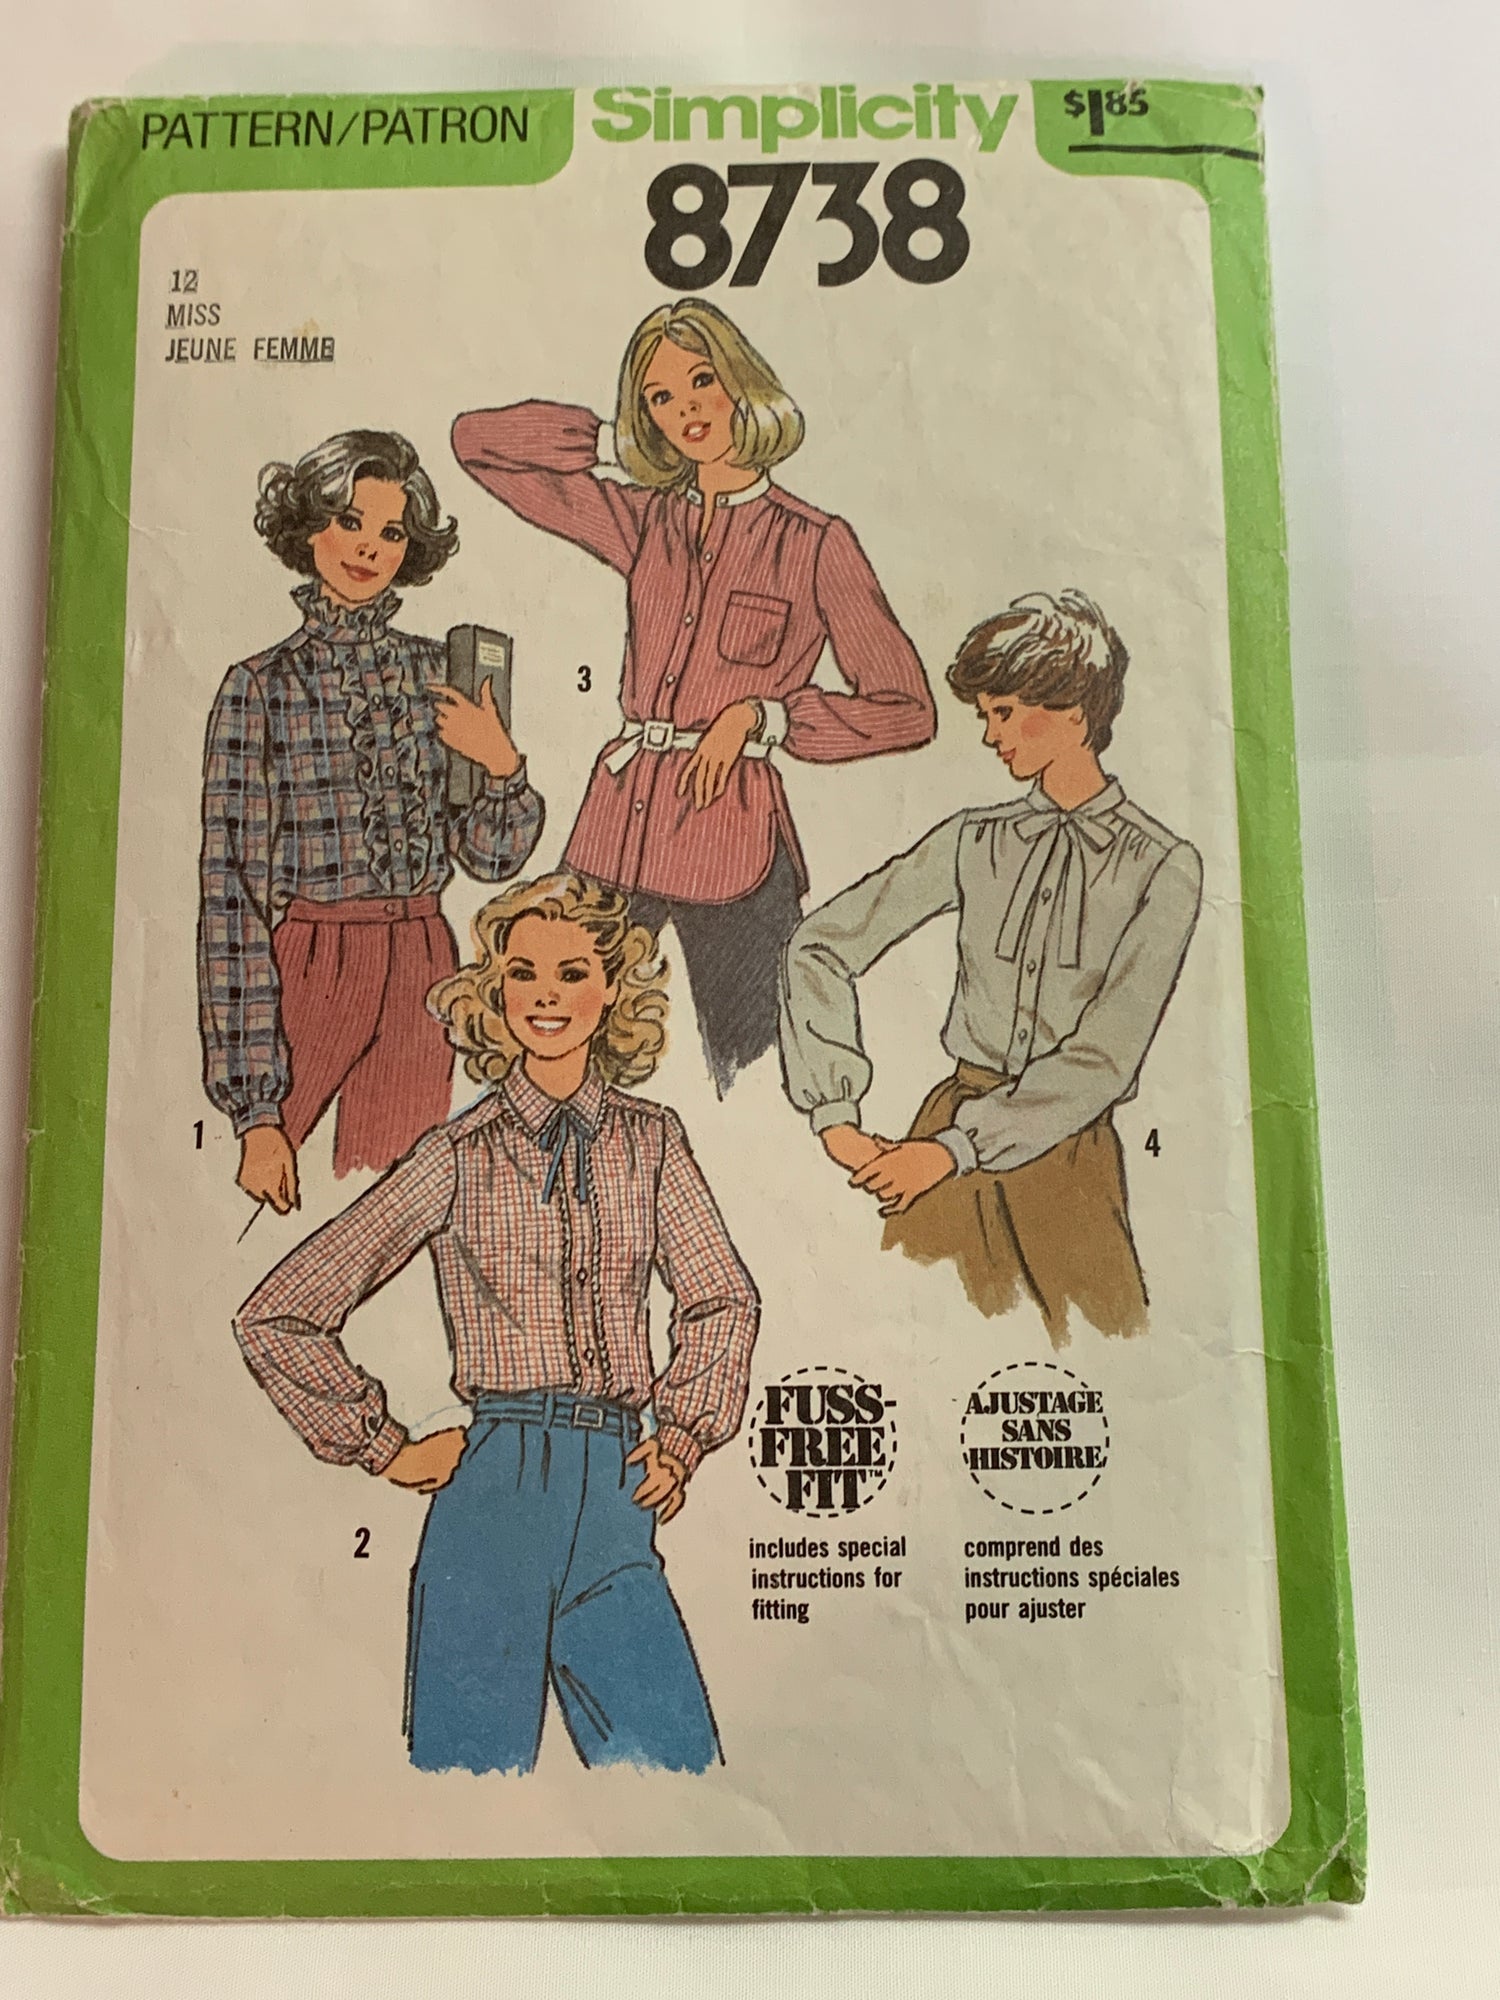 PATTERN/PATRON
Simplicity
$1.85
8738
12
MISS
JEUNE FEMME
3
1
4
2
FUSS-
FREE
FIT™
includes special
instructions for
fitting
AJUSTAGE
SANS
HISTOIRE
comprend des
instructions spéciales
pour ajuster